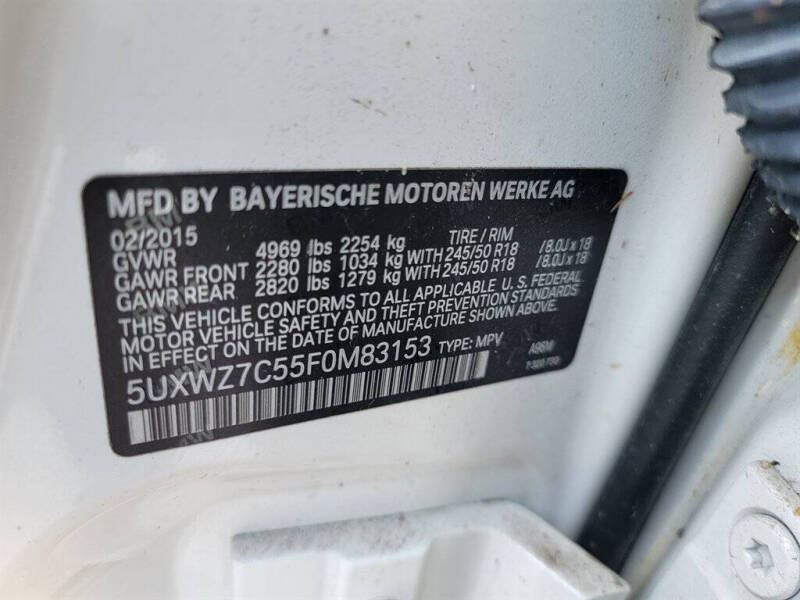 MFD BY BAYERISCHE MOTOREN WERKE AG
02/2015 TIRE / RIM
GVWR 4969 lbs 2254 kg
GAWR FRONT 2280 lbs 1034 kg WITH 245/50 R18 /8.0J x 18
GAWR REAR 2820 lbs 1279 kg WITH 245/50 R18 /8.0J x 18
THIS VEHICLE CONFORMS TO ALL APPLICABLE U. S. FEDERAL
MOTOR VEHICLE SAFETY AND THEFT PREVENTION STANDARDS
IN EFFECT ON THE DATE OF MANUFACTURE SHOWN ABOVE.
5UXWZ7C55F0M83153 TYPE: MPV A96M